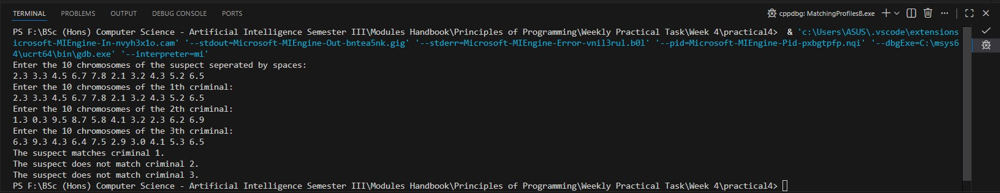 TERMINAL PROBLEMS OUTPUT DEBUG CONSOLE PORTS cppdbg: MatchingProfilesB.exe
PS F:\BSc (Hons) Computer Science - Artificial Intelligence Semester III\Modules Handbook\Principles of Programming\Weekly Practical Task\Week 4\practical4>  & 'c:\Users\ASUS\.vscode\extensions
icrosoft-MIEngine-In-nvyh3x1o.cam' '--stdout=Microsoft-MIEngine-Out-bntea5nk.gig' '--stderr=Microsoft-MIEngine-Error-vnil3rul.b0l' '--pid=Microsoft-MIEngine-Pid-pxbgtpfp.nqi' '--dbgExe=C:\msys6
4\ucrt64\bin\gdb.exe' '--interpreter=mi'
Enter the 10 chromosomes of the suspect seperated by spaces:
2.3 3.3 4.5 6.7 7.8 2.1 3.2 4.3 5.2 6.5
Enter the 10 chromosomes of the 1th criminal:
2.3 3.3 4.5 6.7 7.8 2.1 3.2 4.3 5.2 6.5
Enter the 10 chromosomes of the 2th criminal:
1.3 0.3 9.5 8.7 5.8 4.1 3.2 2.3 6.2 6.9
Enter the 10 chromosomes of the 3th criminal:
6.3 9.3 4.3 6.4 7.5 2.9 3.0 4.1 5.3 6.5
The suspect matches criminal 1.
The suspect does not match criminal 2.
The suspect does not match criminal 3.
PS F:\BSc (Hons) Computer Science - Artificial Intelligence Semester III\Modules Handbook\Principles of Programming\Weekly Practical Task\Week 4\practical4>